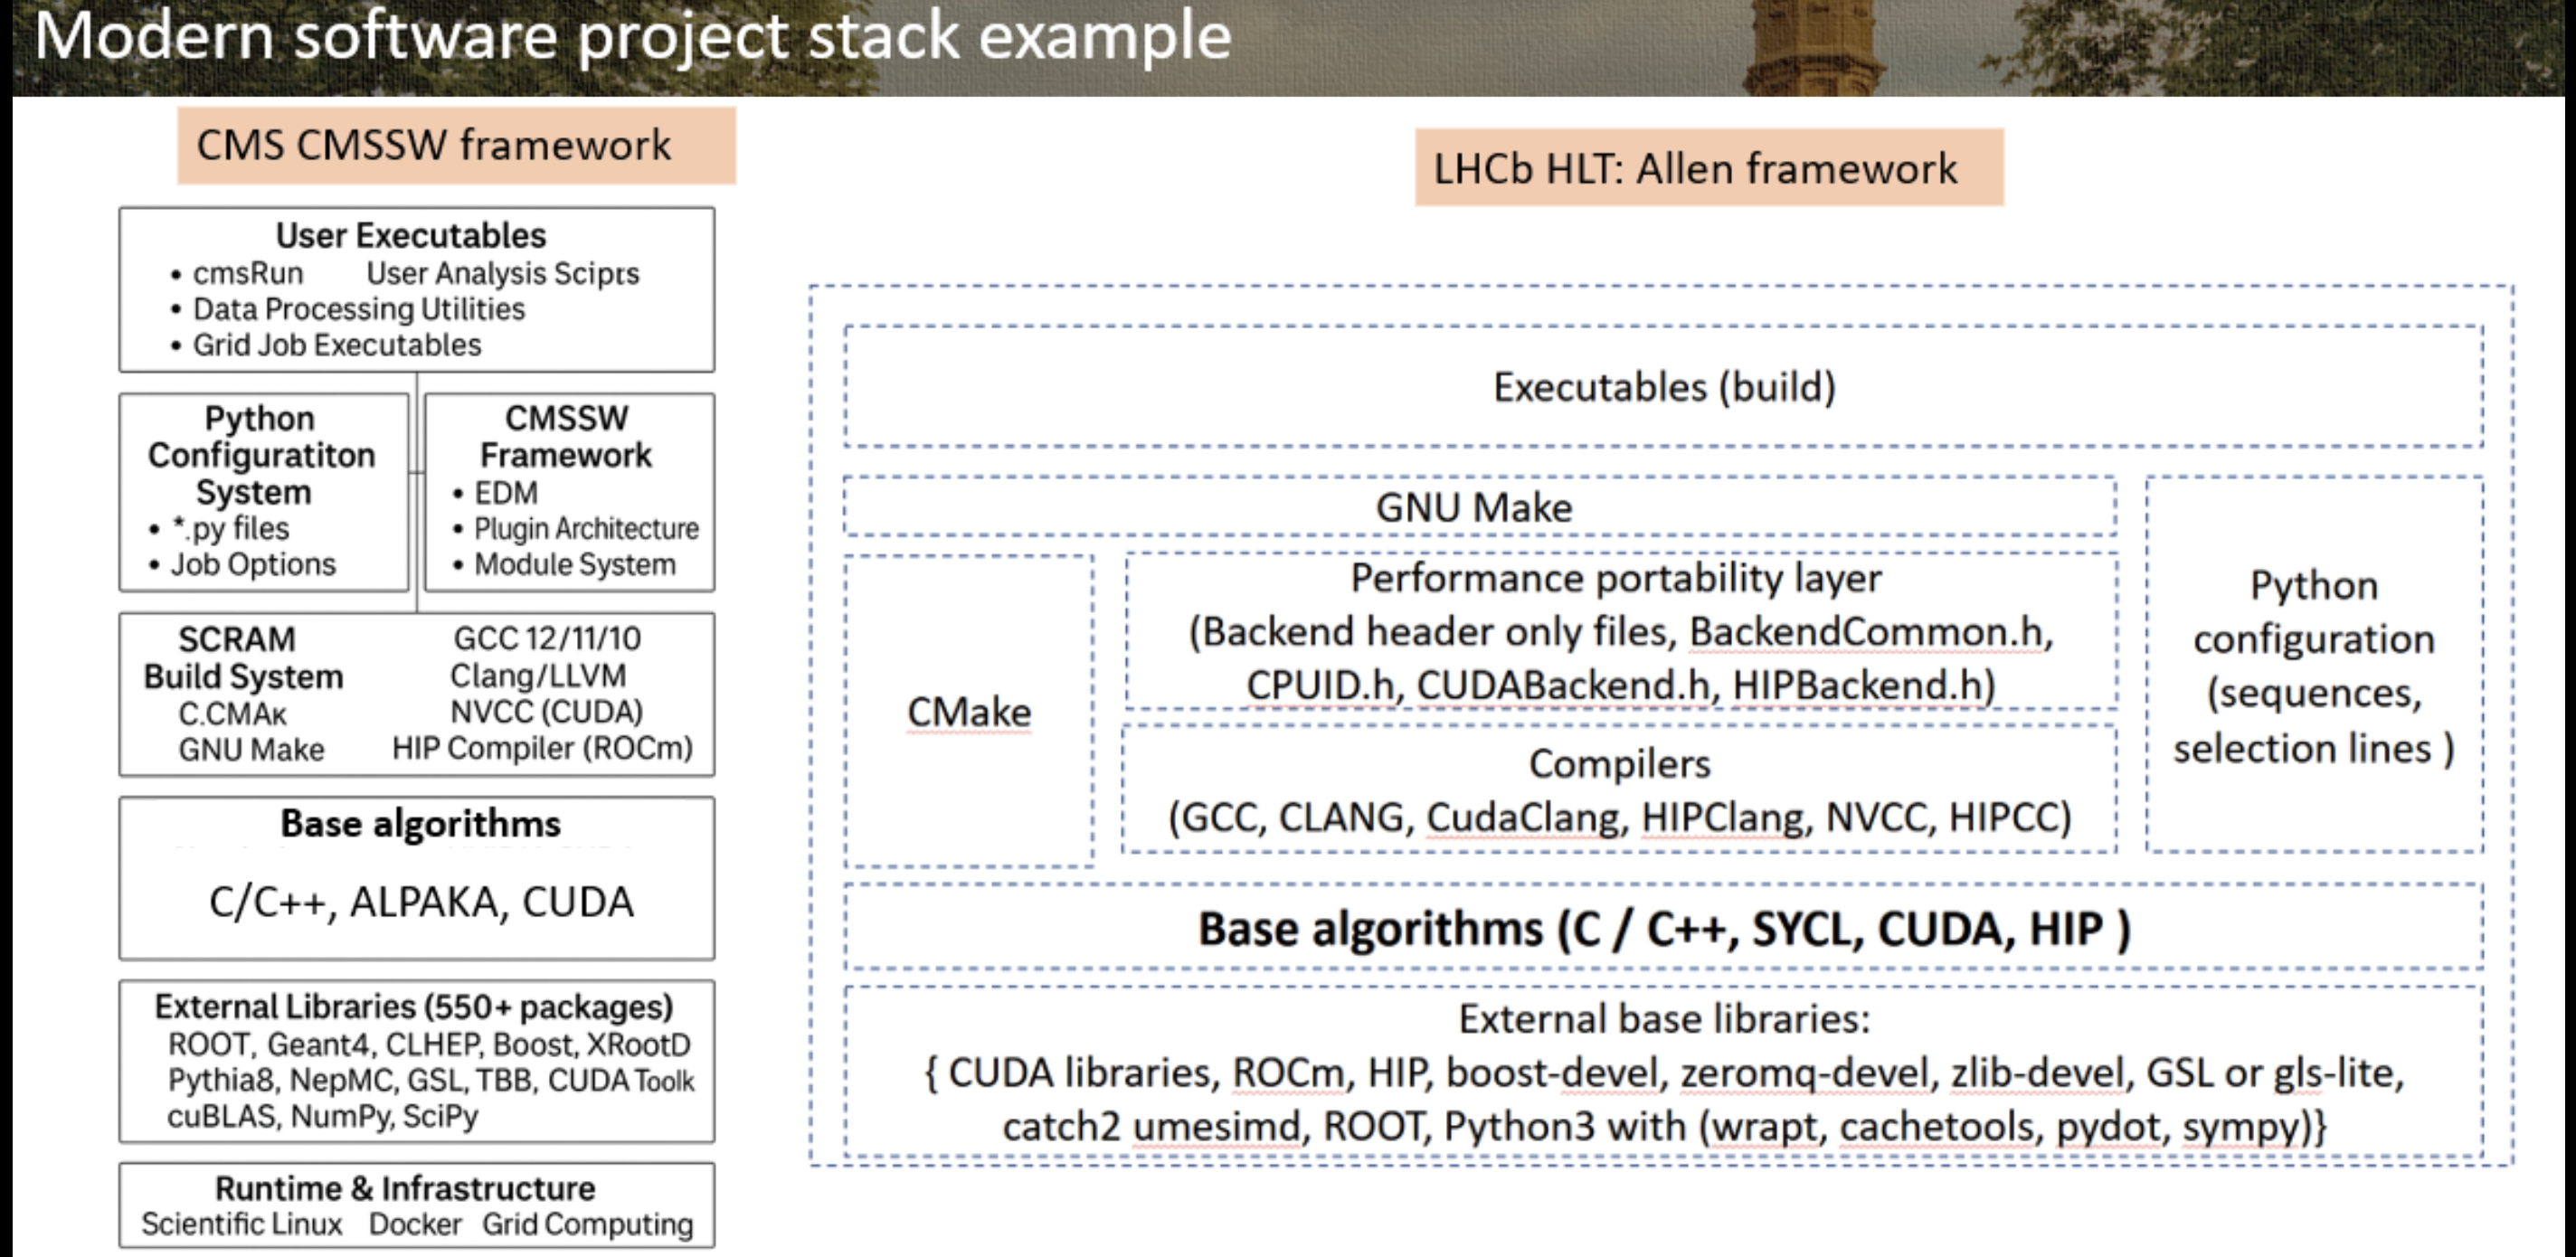 Modern software project stack example
CMS CMSSW framework
User Executables
• cmsRun User Analysis Scipts
• Data Processing Utilities
• Grid Job Executables
Python
Configuratiton
System
• *.py files
• Job Options
CMSSW
Framework
• EDM
• Plugin Architecture
• Module System
SCRAM
Build System
C.CMAĸ
GNU Make
GCC 12/11/10
Clang/LLVM
NVCC (CUDA)
HIP Compiler (ROCm)
Base algorithms
C/C++, ALPAKA, CUDA
External Libraries (550+ packages)
ROOT, Geant4, CLHEP, Boost, XRootD
Pythia8, NepMC, GSL, TBB, CUDA Toolk
cuBLAS, NumPy, SciPy
Runtime & Infrastructure
Scientific Linux Docker Grid Computing
LHCb HLT: Allen framework
Executables (build)
GNU Make
CMake
Performance portability layer
(Backend header only files, BackendCommon.h,
CPUID.h, CUDABackend.h, HIPBackend.h)
Compilers
(GCC, CLANG, CudaClang, HIPClang, NVCC, HIPCC)
Python
configuration
(sequences,
selection lines )
Base algorithms (C / C++, SYCL, CUDA, HIP )
External base libraries:
{ CUDA libraries, ROCm, HIP, boost-devel, zeromq-devel, zlib-devel, GSL or gls-lite,
catch2 umesimd, ROOT, Python3 with (wrapt, cachetools, pydot, sympy)}